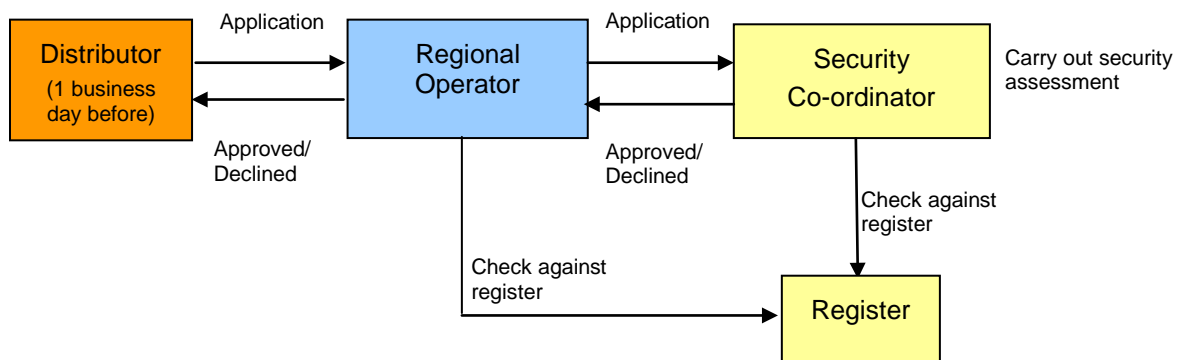 Application
Application
Distributor
(1 business
day before)
Regional
Operator
Security
Co-ordinator
Carry out security
assessment
Approved/
Declined
Approved/
Declined
Check against
register
Check against
register
Register